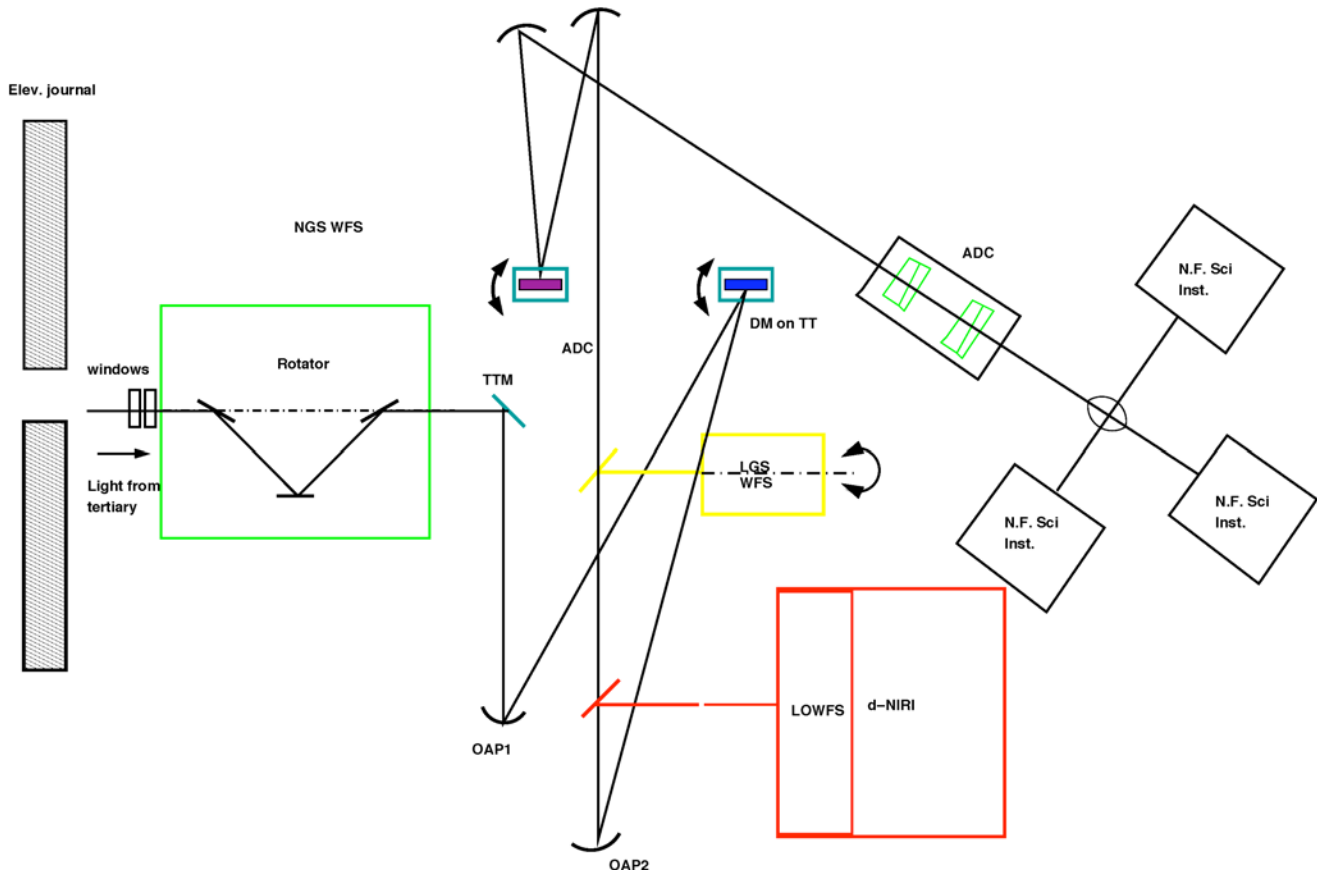 Elev. journal
NGS WFS
ADC
N.F. Sci
Inst.
DM on TT
ADC
windows
Rotator
TTM
Light from
tertiary
LGS
WFS
N.F. Sci
Inst.
N.F. Sci
Inst.
LOWFS
d–NIRI
OAP1
OAP2